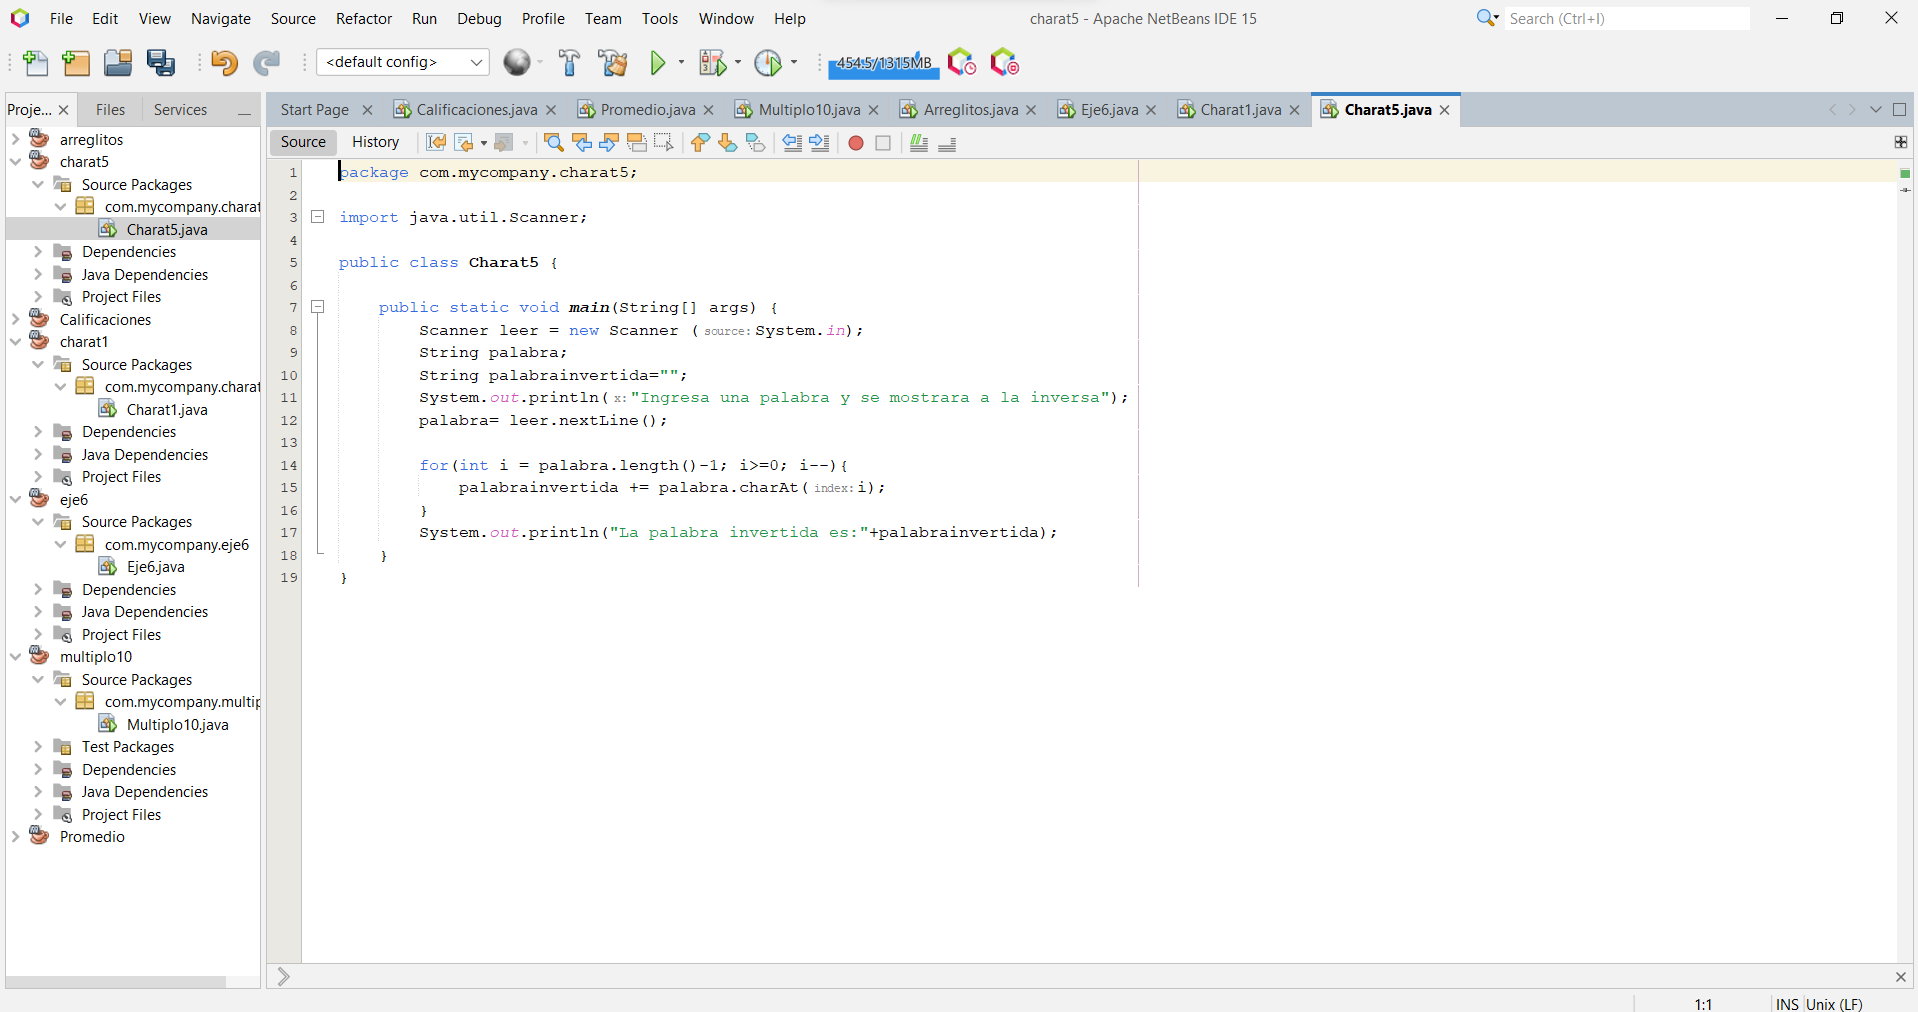 File Edit View Navigate Source Refactor Run Debug Profile Team Tools Window Help charat5 - Apache NetBeans IDE 15 Search (Ctrl+I)
<default config> 454.5/1315MB
Proje... Files Services
Start Page Calificaciones.java Promedio.java Multiplo10.java Arreglitos.java Eje6.java Charat1.java Charat5.java
Source History
arreglitos
charat5
Source Packages
com.mycompany.charat
Charat5.java
Dependencies
Java Dependencies
Project Files
Calificaciones
charat1
Source Packages
com.mycompany.charat
Charat1.java
Dependencies
Java Dependencies
Project Files
eje6
Source Packages
com.mycompany.eje6
Eje6.java
Dependencies
Java Dependencies
Project Files
multiplo10
Source Packages
com.mycompany.multip
Multiplo10.java
Test Packages
Dependencies
Java Dependencies
Project Files
Promedio
1 package com.mycompany.charat5;
2
3 import java.util.Scanner;
4
5 public class Charat5 {
6
7 public static void main(String[] args) {
8 Scanner leer = new Scanner (source:System.in);
9 String palabra;
10 String palabrainvertida="";
11 System.out.println(x:"Ingresa una palabra y se mostrara a la inversa");
12 palabra= leer.nextLine();
13
14 for(int i = palabra.length()-1; i>=0; i--){
15 palabrainvertida += palabra.charAt(index:i);
16 }
17 System.out.println("La palabra invertida es:"+palabrainvertida);
18 }
19 }
1:1 INS Unix (LF)